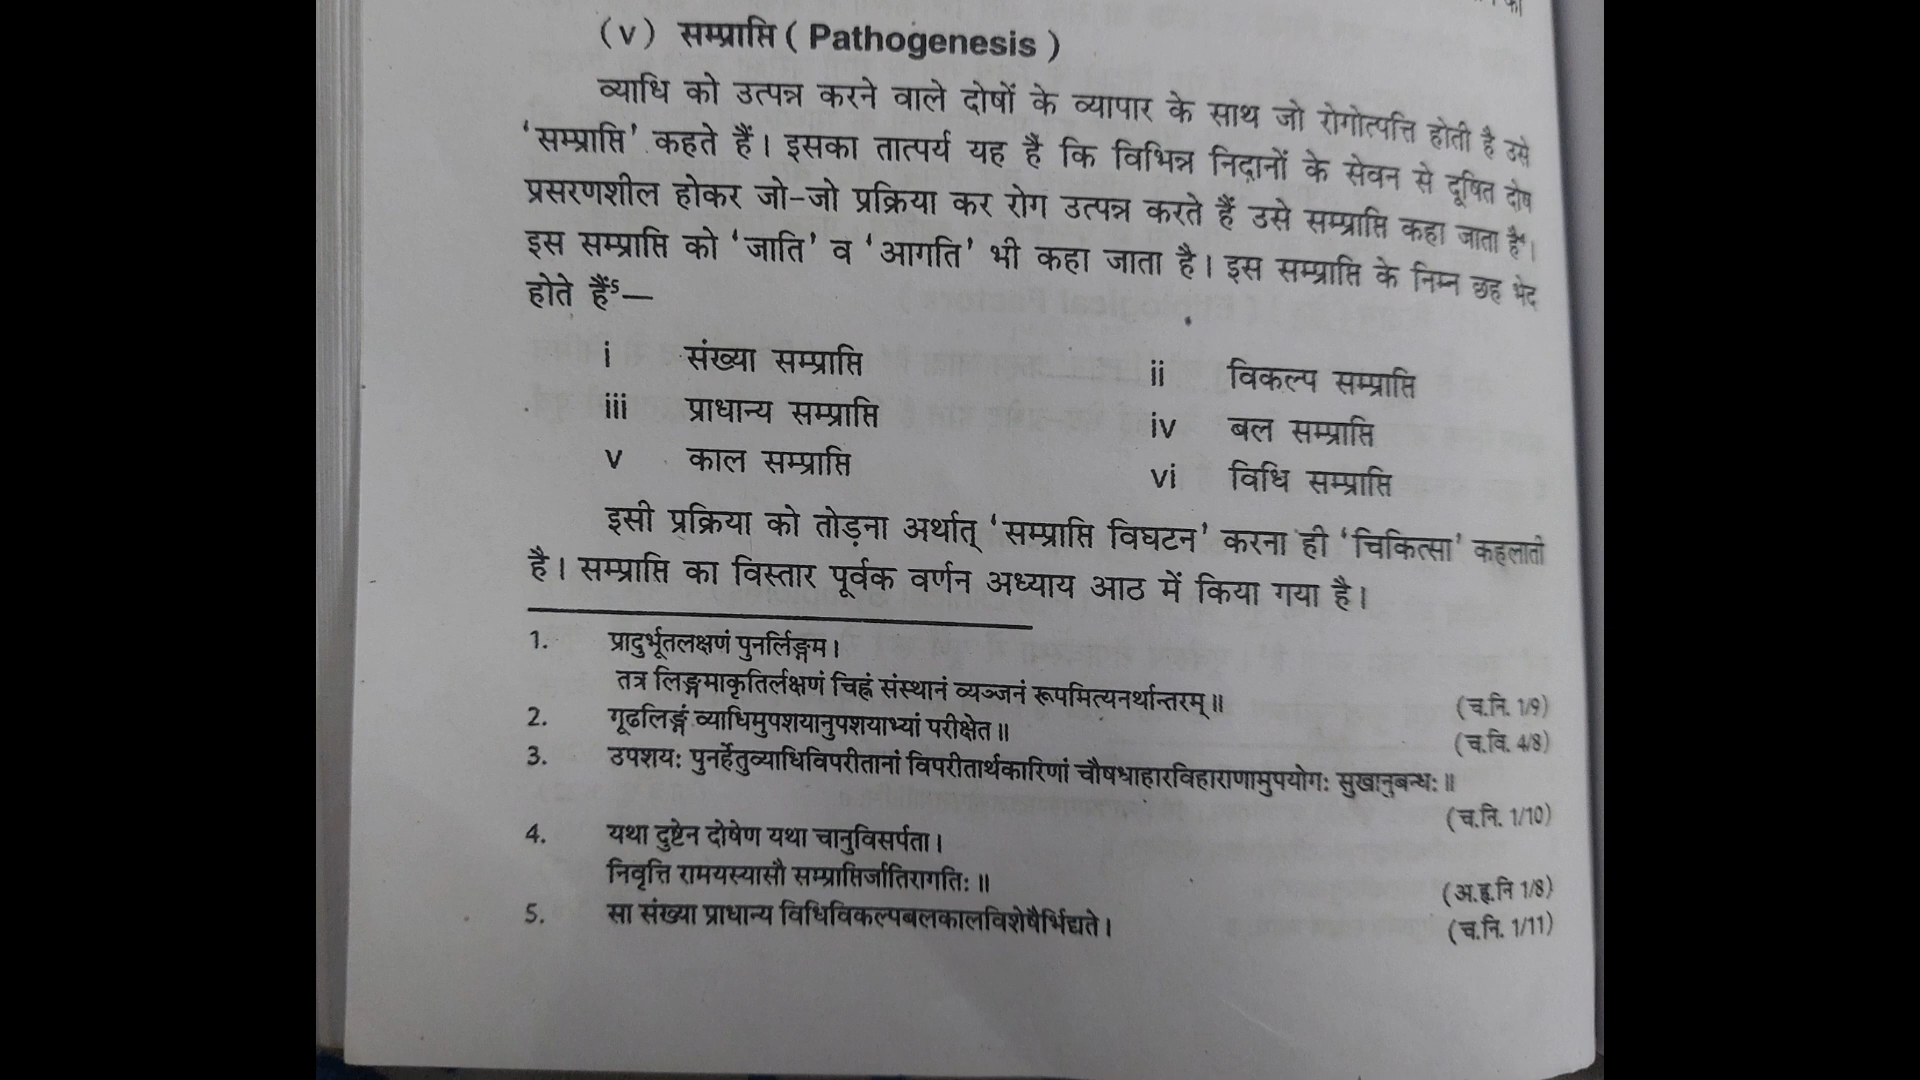 (v) सम्प्राप्ति ( Pathogenesis )
व्याधि को उत्पन्न करने वाले दोषों के व्यापार के साथ जो रोगोत्पत्ति होती है उसे
‘सम्प्राप्ति’ कहते हैं। इसका तात्पर्य यह है कि विभिन्न निदानों के सेवन से दूषित दोष
प्रसरणशील होकर जो-जो प्रक्रिया कर रोग उत्पन्न करते हैं उसे सम्प्राप्ति कहा जाता है⁴।
इस सम्प्राप्ति को ‘जाति’ व ‘आगति’ भी कहा जाता है। इस सम्प्राप्ति के निम्न छह भेद
होते हैं⁵—
i संख्या सम्प्राप्ति ii विकल्प सम्प्राप्ति
iii प्राधान्य सम्प्राप्ति iv बल सम्प्राप्ति
v काल सम्प्राप्ति vi विधि सम्प्राप्ति
इसी प्रक्रिया को तोड़ना अर्थात् ‘सम्प्राप्ति विघटन’ करना ही ‘चिकित्सा’ कहलाती
है। सम्प्राप्ति का विस्तार पूर्वक वर्णन अध्याय आठ में किया गया है।
1. प्रादुर्भूतलक्षणं पुनर्लिङ्गम।
तत्र लिङ्गमाकृतिर्लक्षणं चिह्नं संस्थानं व्यञ्जनं रूपमित्यनर्थान्तरम्॥ (च.नि. 1/9)
2. गूढलिङ्गं व्याधिमुपशयानुपशयाभ्यां परीक्षेत॥ (च.वि. 4/8)
3. उपशयः पुनर्हेतुव्याधिविपरीतानां विपरीतार्थकारिणां चौषधाहारविहाराणामुपयोगः सुखानुबन्धः॥
(च.नि. 1/10)
4. यथा दुष्टेन दोषेण यथा चानुविसर्पता।
निवृत्ति रामयस्यासौ सम्प्राप्तिर्जातिरागतिः॥ (अ.हृ.नि 1/8)
5. सा संख्या प्राधान्य विधिविकल्पबलकालविशेषैर्भिद्यते। (च.नि. 1/11)